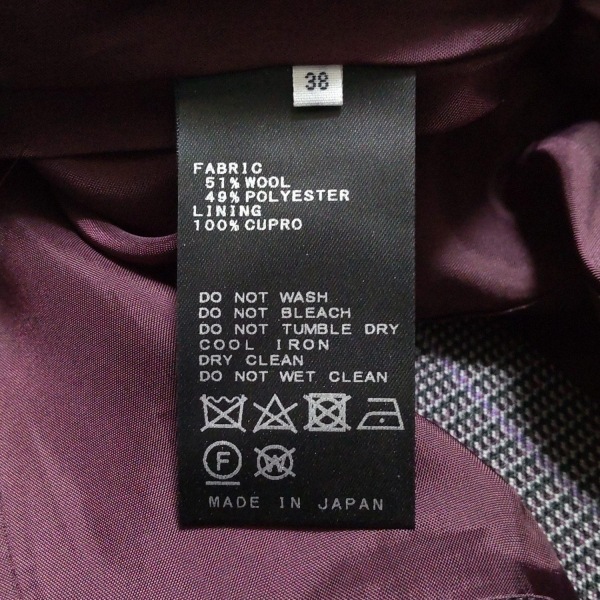 38
FABRIC
51% WOOL
49% POLYESTER
LINING
100% CUPRO
DO NOT WASH
DO NOT BLEACH
DO NOT TUMBLE DRY
COOL IRON
DRY CLEAN
DO NOT WET CLEAN
F W
MADE IN JAPAN